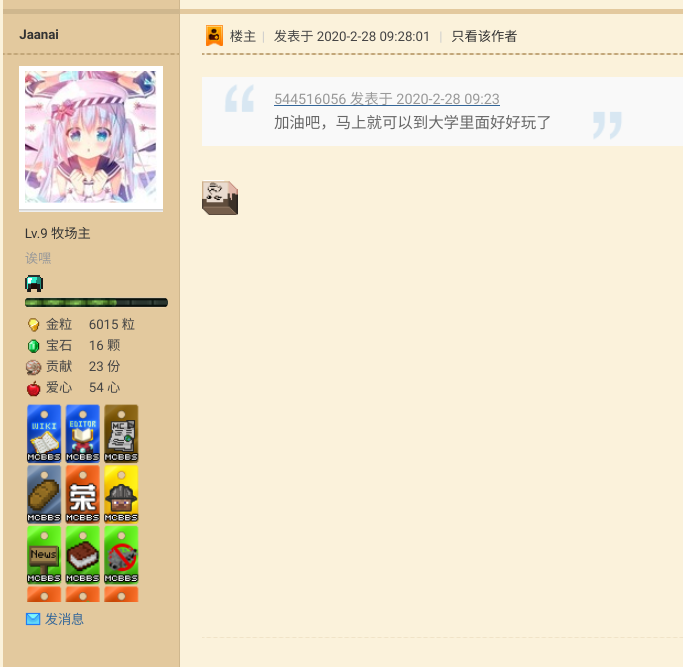 Jaanai
楼主 | 发表于 2020-2-28 09:28:01 | 只看该作者
544516056 发表于 2020-2-28 09:23
加油吧，马上就可以到大学里面好好玩了
Lv.9 牧场主
诶嘿
金粒 6015 粒
宝石 16 颗
贡献 23 份
爱心 54 心
WIKI EDITOR MC
MCBBS MCBBS MCBBS
荣
MCBBS MCBBS MCBBS
News
MCBBS MCBBS MCBBS
发消息